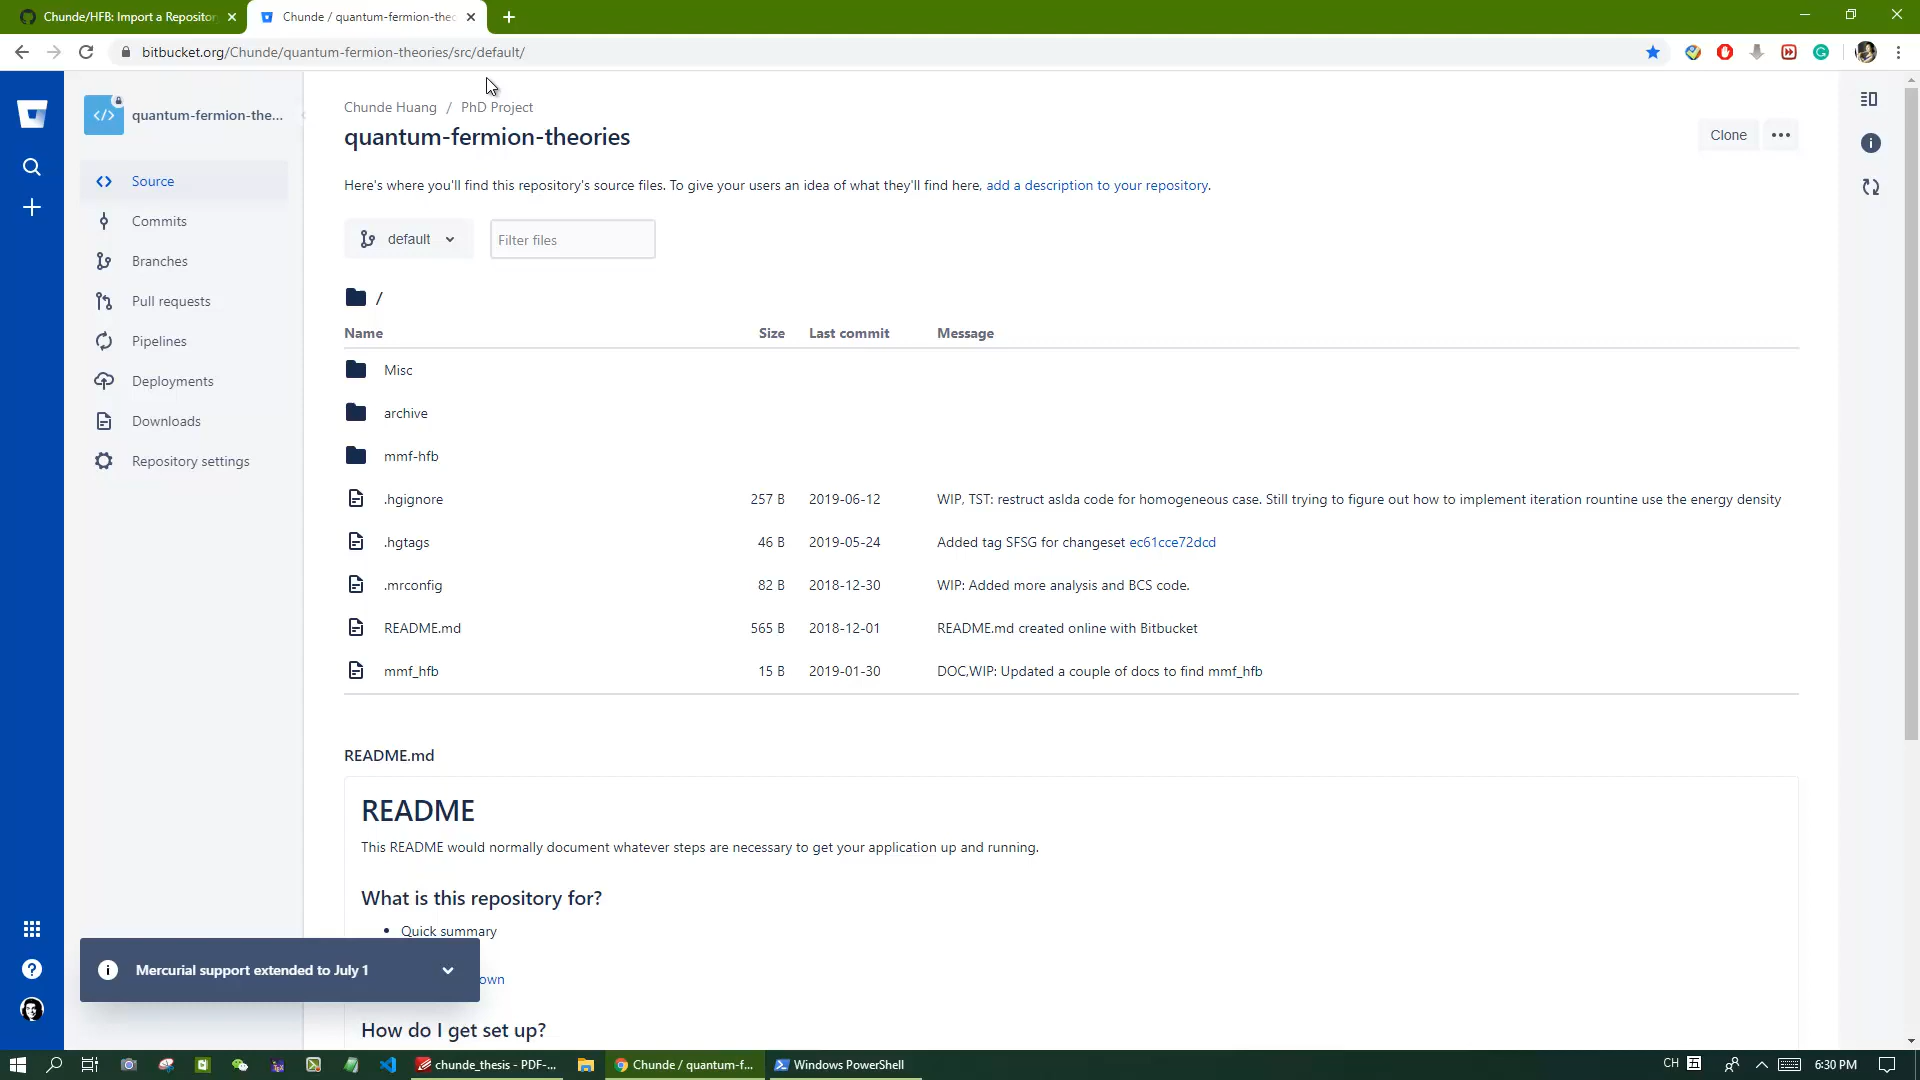 Chunde/HFB: Import a Repositor
Chunde / quantum-fermion-theo
bitbucket.org/Chunde/quantum-fermion-theories/src/default/
quantum-fermion-the...
Source
Commits
Branches
Pull requests
Pipelines
Deployments
Downloads
Repository settings
Chunde Huang / PhD Project
quantum-fermion-theories
Clone
Here's where you'll find this repository's source files. To give your users an idea of what they'll find here, add a description to your repository.
default
Filter files
/
Name Size Last commit Message
Misc
archive
mmf-hfb
.hgignore 257 B 2019-06-12 WIP, TST: restruct aslda code for homogeneous case. Still trying to figure out how to implement iteration rountine use the energy density
.hgtags 46 B 2019-05-24 Added tag SFSG for changeset ec61cce72dcd
.mrconfig 82 B 2018-12-30 WIP: Added more analysis and BCS code.
README.md 565 B 2018-12-01 README.md created online with Bitbucket
mmf_hfb 15 B 2019-01-30 DOC,WIP: Updated a couple of docs to find mmf_hfb
README.md
README
This README would normally document whatever steps are necessary to get your application up and running.
What is this repository for?
Quick summary
own
How do I get set up?
Mercurial support extended to July 1
chunde_thesis - PDF-...
Chunde / quantum-f...
Windows PowerShell
CH
五
6:30 PM